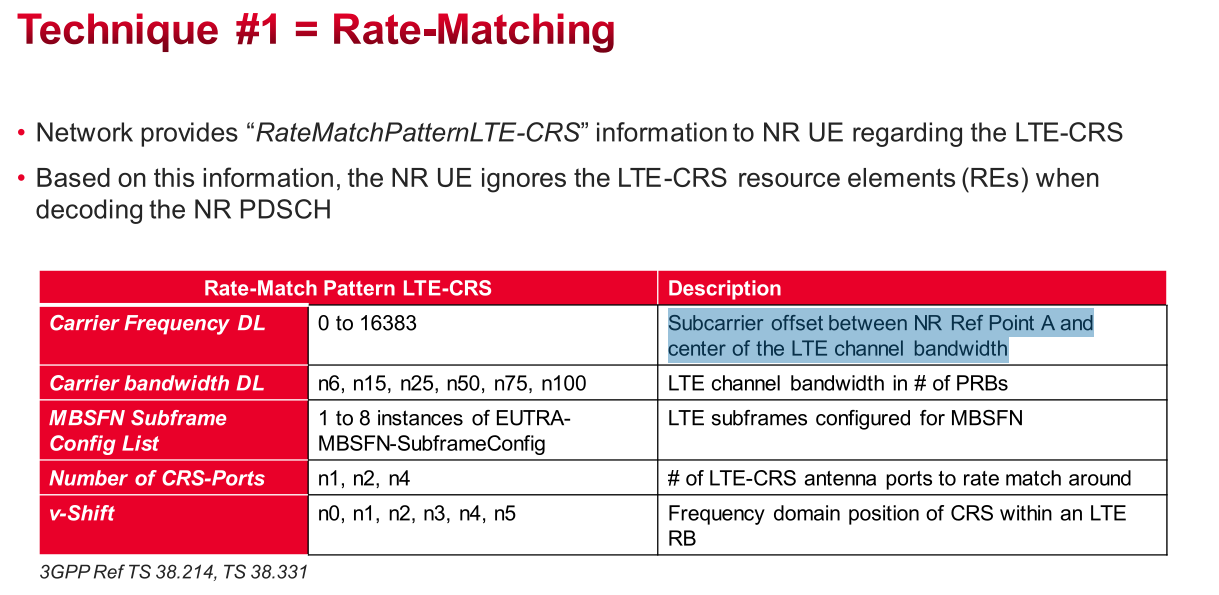 Technique #1 = Rate-Matching
• Network provides “RateMatchPatternLTE-CRS” information to NR UE regarding the LTE-CRS
• Based on this information, the NR UE ignores the LTE-CRS resource elements (REs) when
decoding the NR PDSCH
Rate-Match Pattern LTE-CRS Description
Carrier Frequency DL 0 to 16383 Subcarrier offset between NR Ref Point A and
center of the LTE channel bandwidth
Carrier bandwidth DL n6, n15, n25, n50, n75, n100 LTE channel bandwidth in # of PRBs
MBSFN Subframe 1 to 8 instances of EUTRA- LTE subframes configured for MBSFN
Config List MBSFN-SubframeConfig
Number of CRS-Ports n1, n2, n4 # of LTE-CRS antenna ports to rate match around
v-Shift n0, n1, n2, n3, n4, n5 Frequency domain position of CRS within an LTE
RB
3GPP Ref TS 38.214, TS 38.331